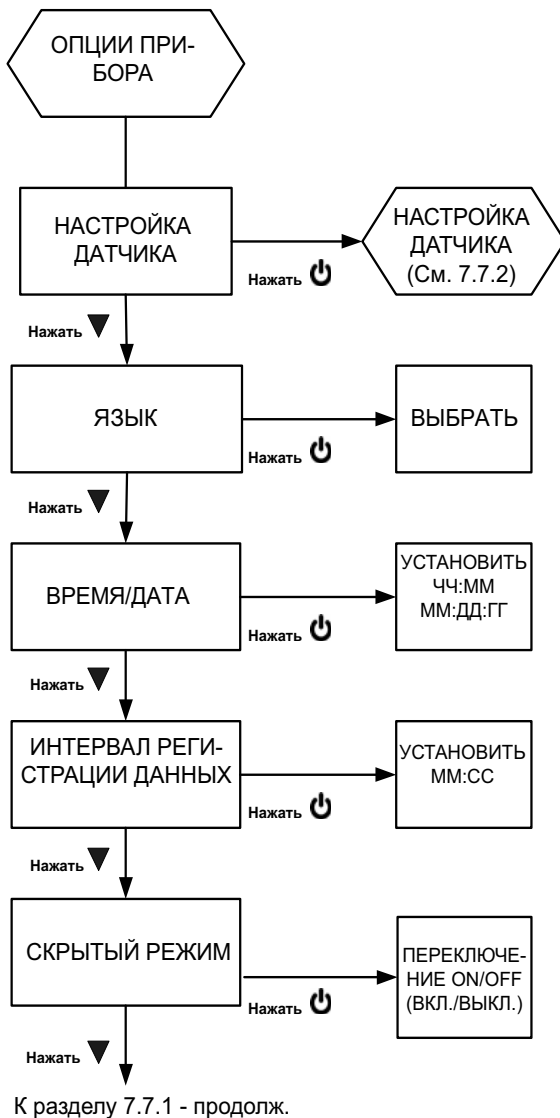 ОПЦИИ ПРИ-
БОРА
НАСТРОЙКА
ДАТЧИКА
Нажать
НАСТРОЙКА
ДАТЧИКА
(См. 7.7.2)
Нажать
ЯЗЫК
Нажать
ВЫБРАТЬ
Нажать
ВРЕМЯ/ДАТА
Нажать
УСТАНОВИТЬ
ЧЧ:ММ
ММ:ДД:ГГ
Нажать
ИНТЕРВАЛ РЕГИ-
СТРАЦИИ ДАННЫХ
Нажать
УСТАНОВИТЬ
ММ:СС
Нажать
СКРЫТЫЙ РЕЖИМ
Нажать
ПЕРЕКЛЮЧЕ-
НИЕ ON/OFF
(ВКЛ./ВЫКЛ.)
Нажать
К разделу 7.7.1 - продолж.